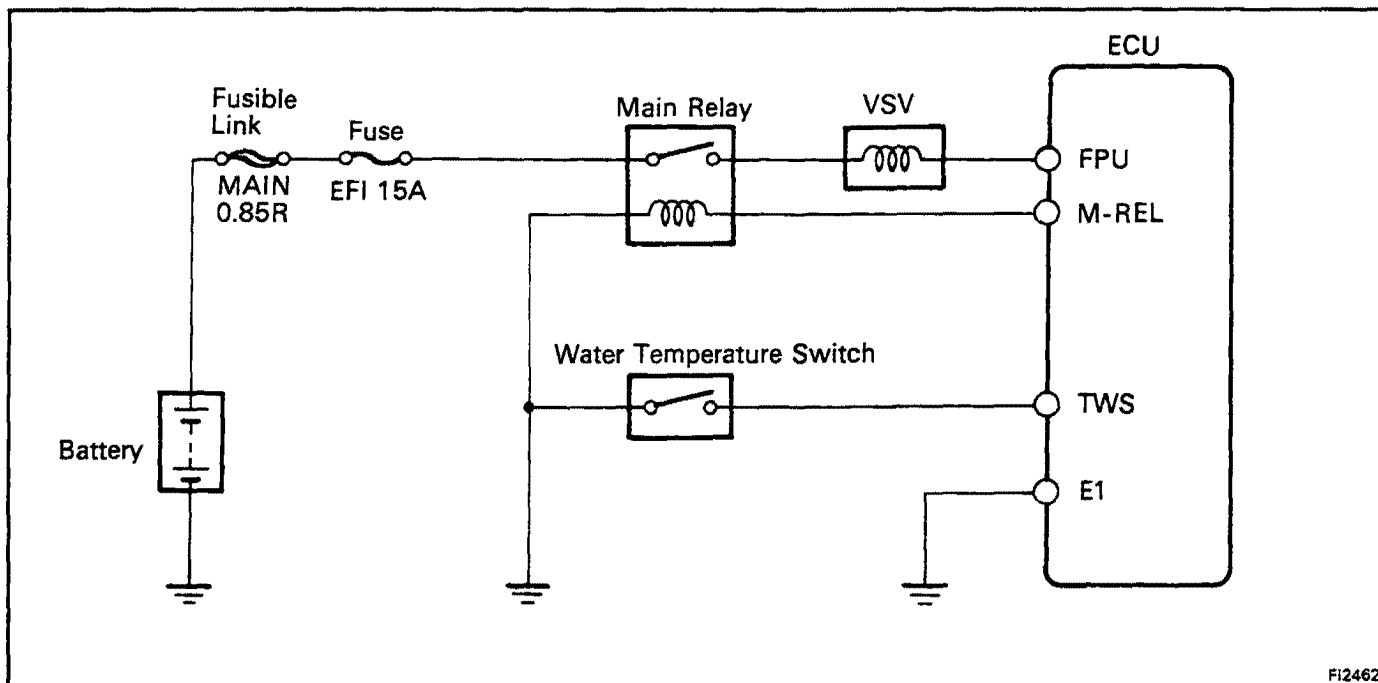 ECU
Fusible
Link
Fuse
Main Relay
VSV
MAIN
0.85R
EFI 15A
FPU
M-REL
Water Temperature Switch
TWS
Battery
E1
FI2462